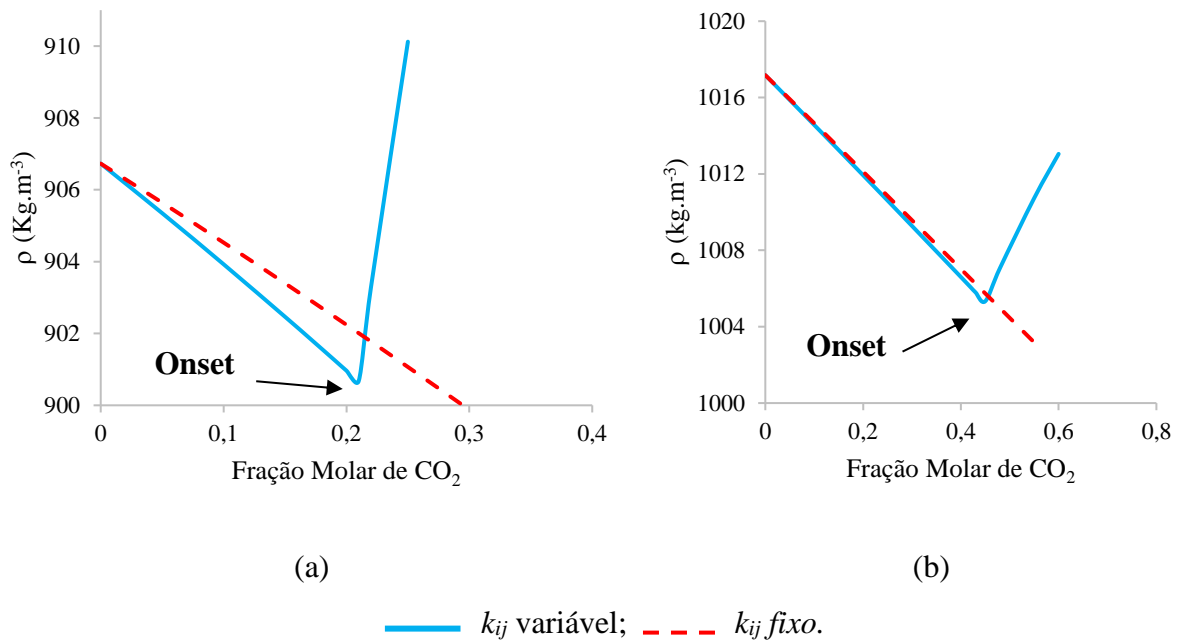 ρ (Kg.m-3)
910
908
906
904
902
900
Onset
0
0,1
0,2
0,3
0,4
Fração Molar de CO2
(a)
ρ (kg.m-3)
1020
1016
1012
1008
1004
1000
Onset
0
0,2
0,4
0,6
0,8
Fração Molar de CO2
(b)
kij variável; kij fixo.